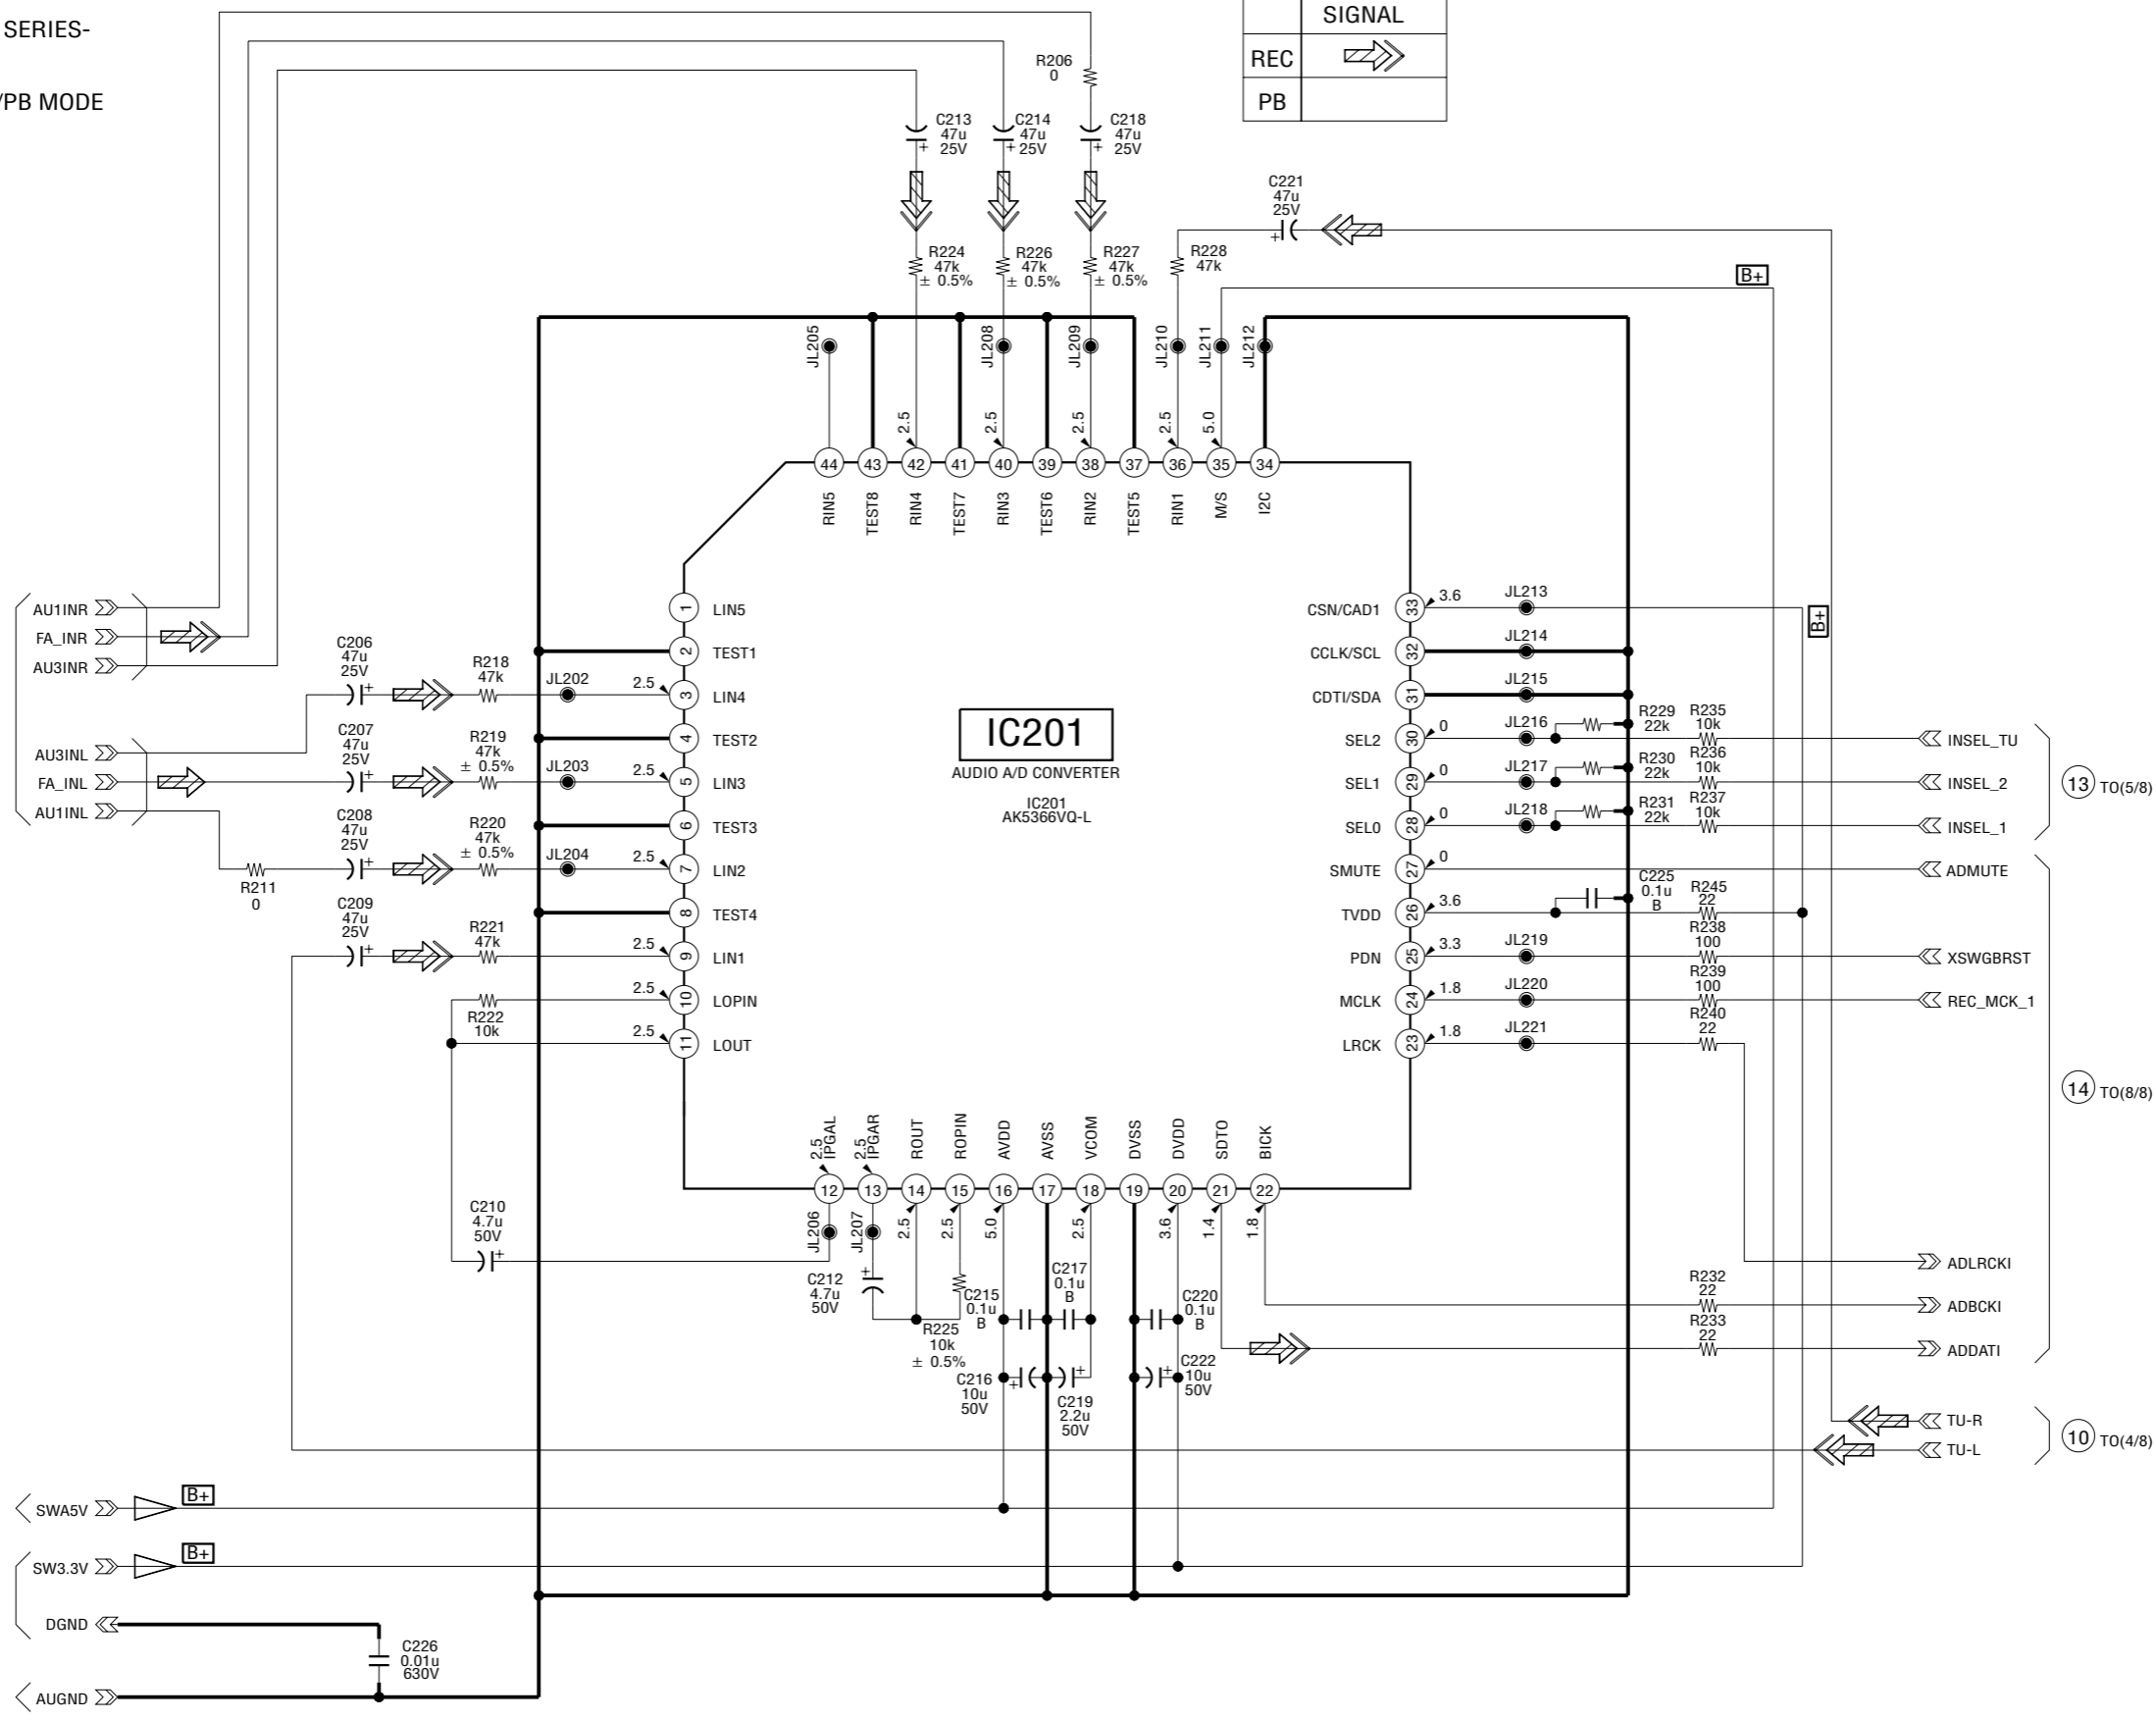 SERIES-
/PB MODE
SIGNAL
REC
PB
R206
0
C213
47u
25V
+
C214
47u
25V
+
C218
47u
25V
+
C221
47u
25V
+
R224
47k
± 0.5%
R226
47k
± 0.5%
R227
47k
± 0.5%
R228
47k
B+
JL205
JL208
JL209
JL210
JL211
JL212
2.5
2.5
2.5
2.5
5.0
44
43
42
41
40
39
38
37
36
35
34
RIN5
TEST8
RIN4
TEST7
RIN3
TEST6
RIN2
TEST5
RIN1
M/S
I2C
AU1INR
FA_INR
AU3INR
AU3INL
FA_INL
AU1INL
C206
47u
25V
+
R218
47k
JL202
2.5
C207
47u
25V
+
R219
47k
± 0.5%
JL203
2.5
C208
47u
25V
+
R220
47k
± 0.5%
JL204
2.5
R211
0
C209
47u
25V
+
R221
47k
2.5
R222
10k
2.5
2.5
1 LIN5
2 TEST1
3 LIN4
4 TEST2
5 LIN3
6 TEST3
7 LIN2
8 TEST4
9 LIN1
10 LOPIN
11 LOUT
IC201
AUDIO A/D CONVERTER
IC201
AK5366VQ-L
CSN/CAD1 33 3.6 JL213
CCLK/SCL 32 JL214
CDTI/SDA 31 JL215
SEL2 30 0 JL216
SEL1 29 0 JL217
SEL0 28 0 JL218
SMUTE 27 0
TVDD 26 3.6
PDN 25 3.3 JL219
MCLK 24 1.8 JL220
LRCK 23 1.8 JL221
B+
R229
22k
R235
10k
INSEL_TU
R230
22k
R236
10k
INSEL_2
R231
22k
R237
10k
INSEL_1
13 TO(5/8)
ADMUTE
C225
0.1u
B
R245
22
R238
100
XSWGBRST
R239
100
REC_MCK_1
R240
22
14 TO(8/8)
2.5
IPGAL
2.5
IPGAR
ROUT
ROPIN
AVDD
AVSS
VCOM
DVSS
DVDD
SDTO
BICK
12
13
14
15
16
17
18
19
20
21
22
JL206
JL207
2.5
2.5
5.0
2.5
3.6
1.4
1.8
C210
4.7u
50V
+
C212
4.7u
50V
+
R225
10k
± 0.5%
C215
0.1u
B
C217
0.1u
B
C220
0.1u
B
C216
10u
50V
+
C219
2.2u
50V
+
C222
10u
50V
+
ADLRCKI
R232
22
ADBCKI
R233
22
ADDATI
TU-R
TU-L
10 TO(4/8)
SWA5V
B+
SW3.3V
B+
DGND
C226
0.01u
630V
AUGND